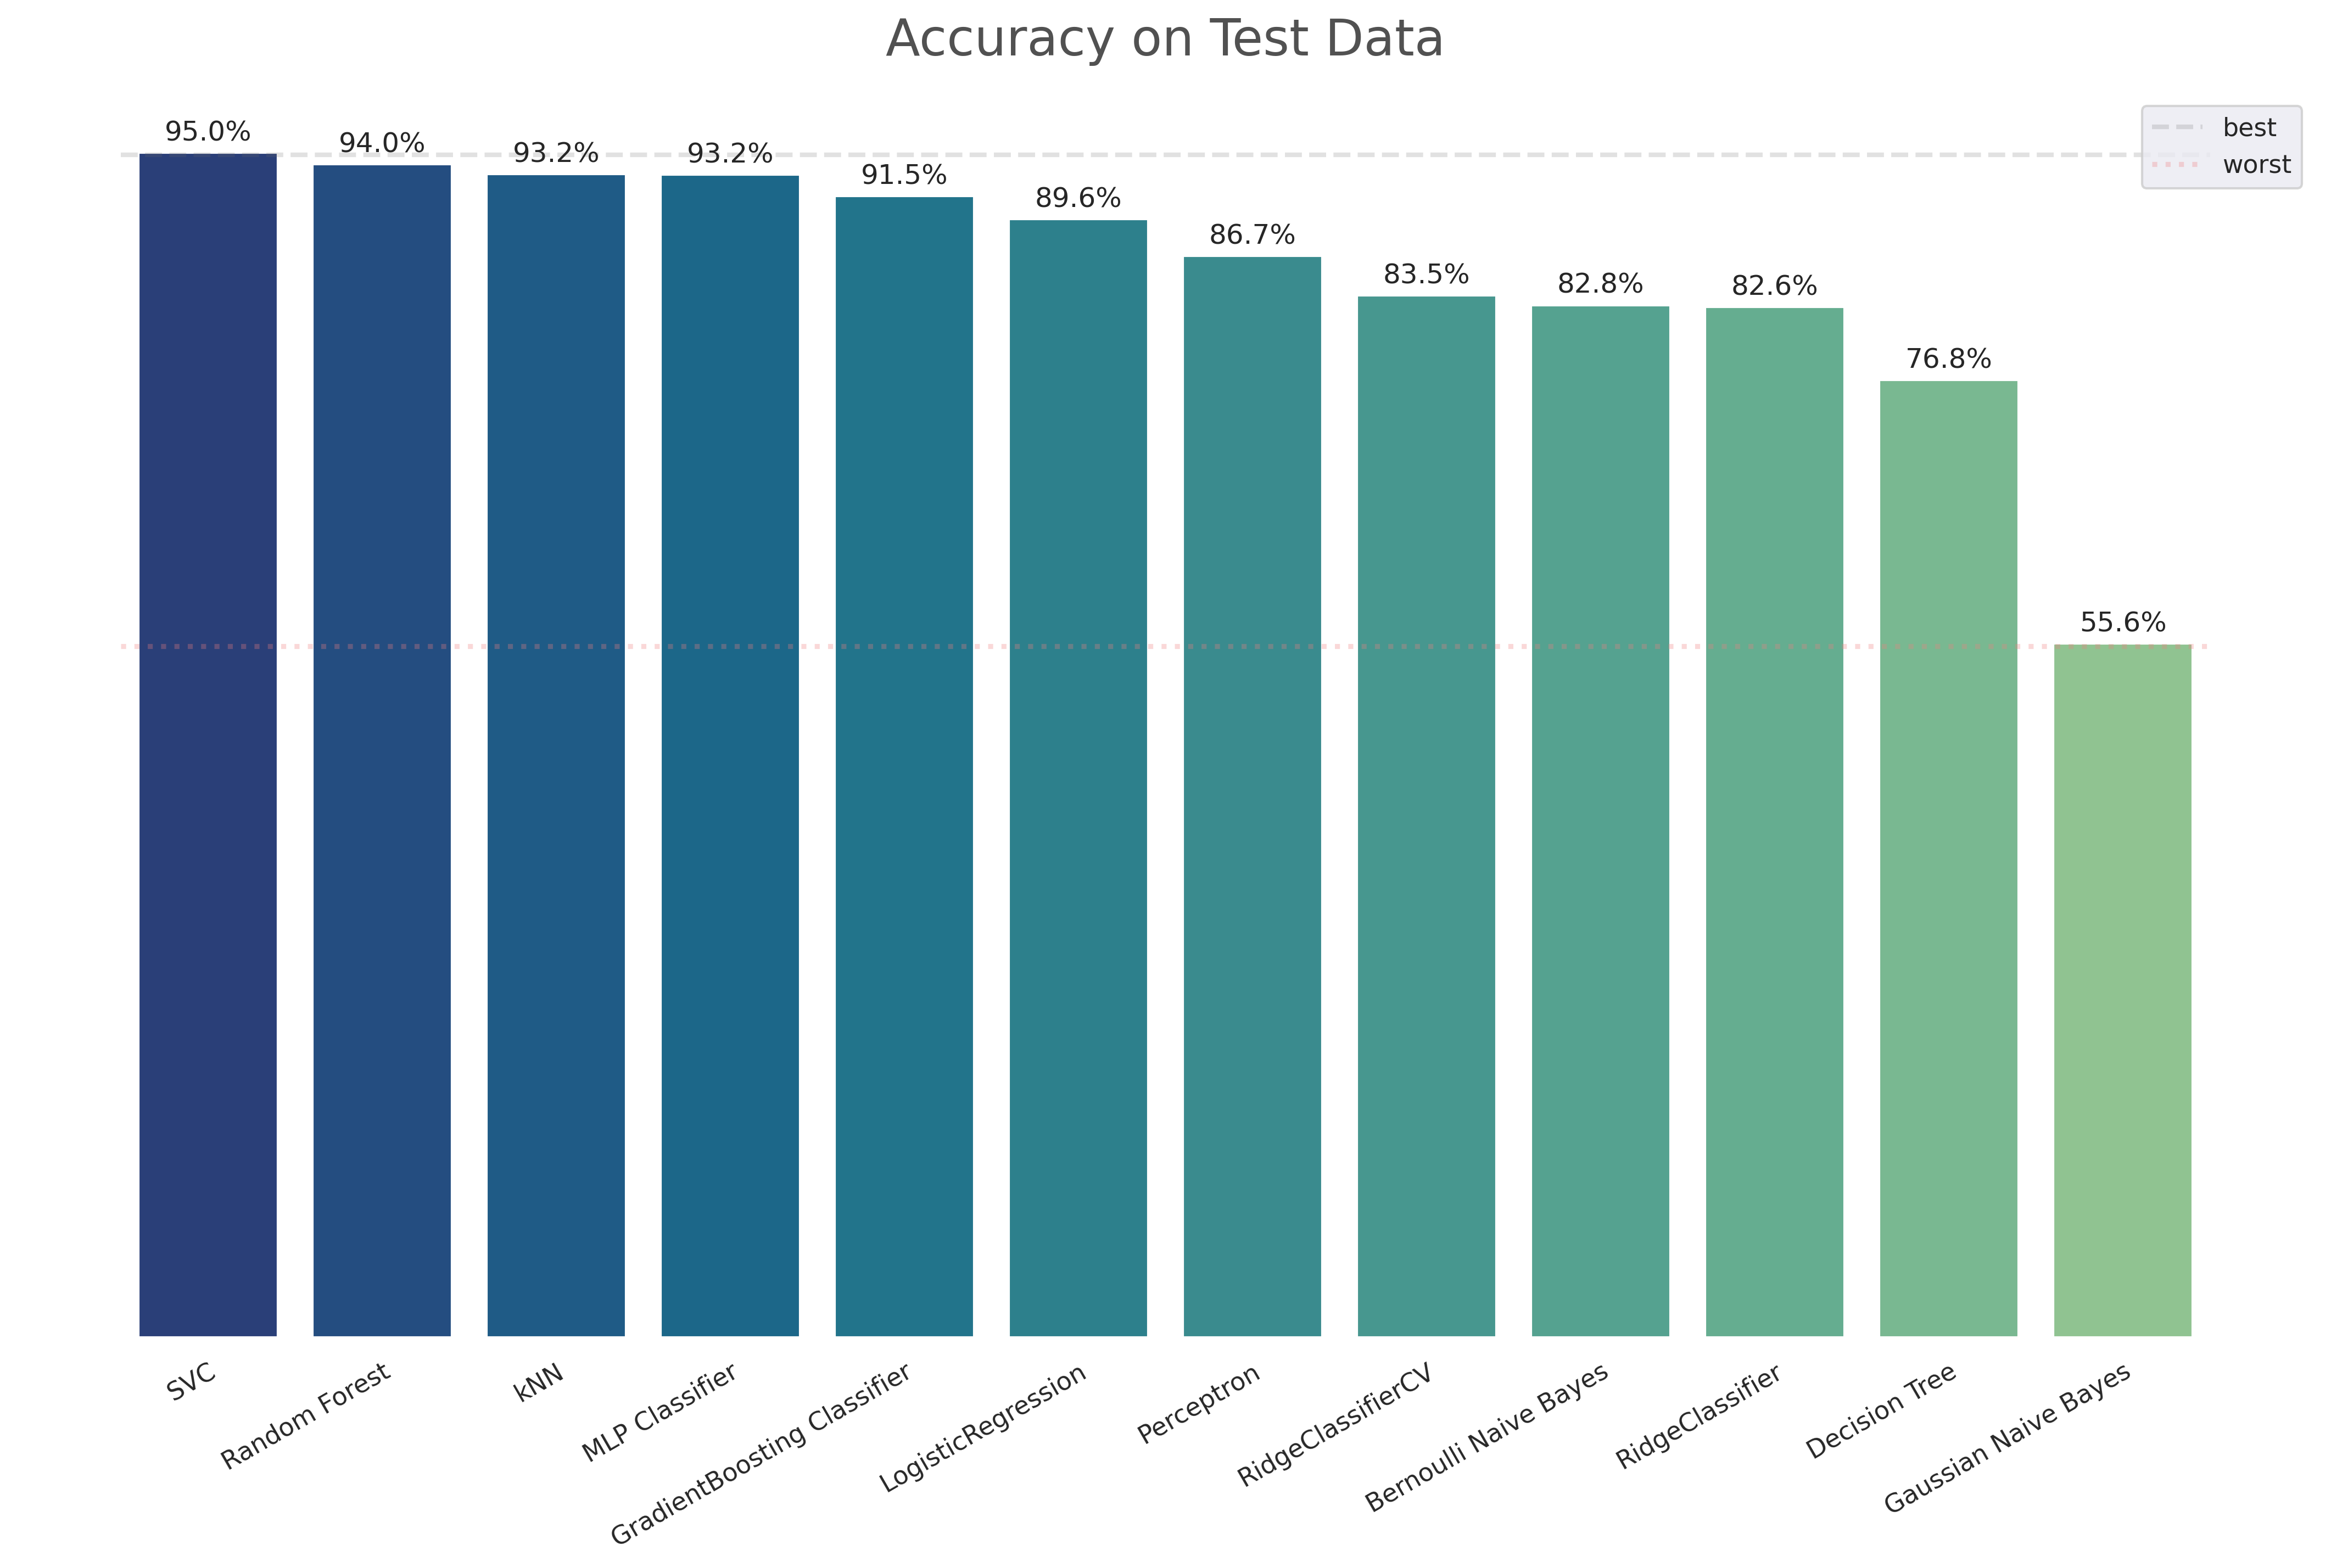 Accuracy on Test Data
best
worst
95.0%
94.0%
93.2%
93.2%
91.5%
89.6%
86.7%
83.5%
82.8%
82.6%
76.8%
55.6%
SVC
Random Forest
kNN
MLP Classifier
GradientBoosting Classifier
LogisticRegression
Perceptron
RidgeClassifierCV
Bernoulli Naive Bayes
RidgeClassifier
Decision Tree
Gaussian Naive Bayes